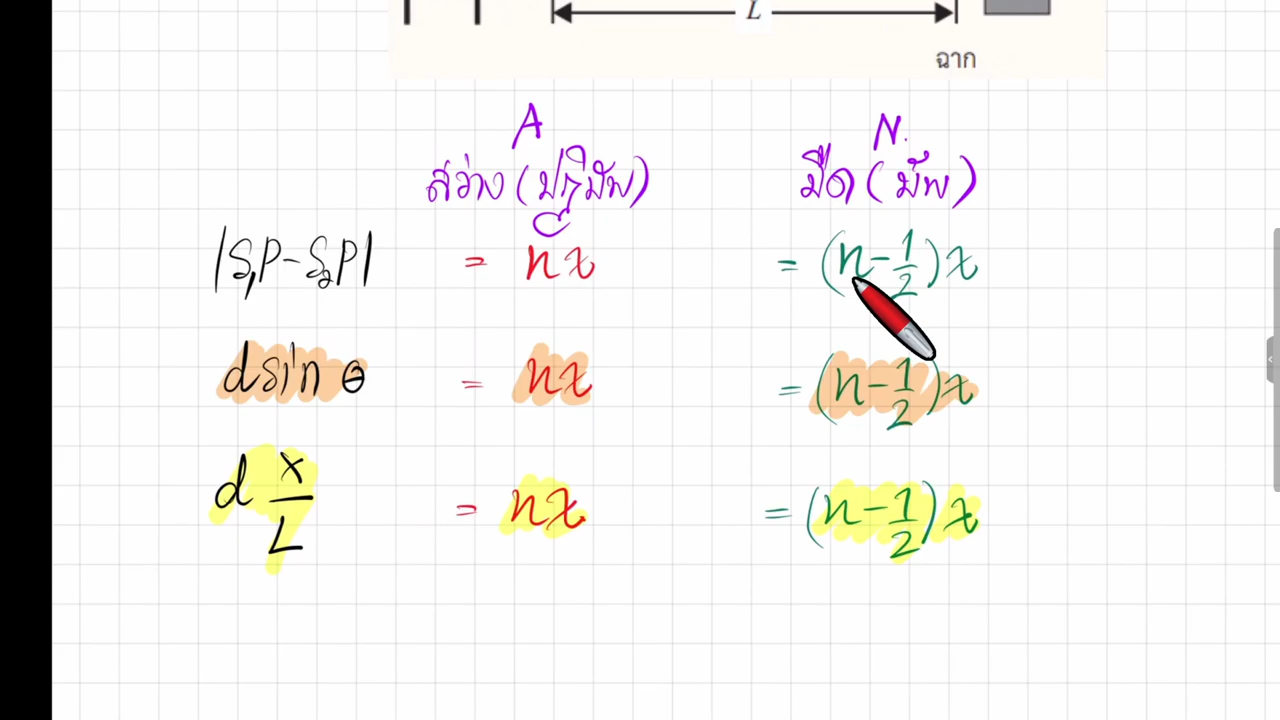 L
ฉาก
A N.
สว่าง (ปฏิบัพ) มืด (บัพ)
|S₁P-S₂P| = nλ = (n-1/2)λ
dsin θ = nλ = (n-1/2)λ
d x/L = nλ = (n-1/2)λ